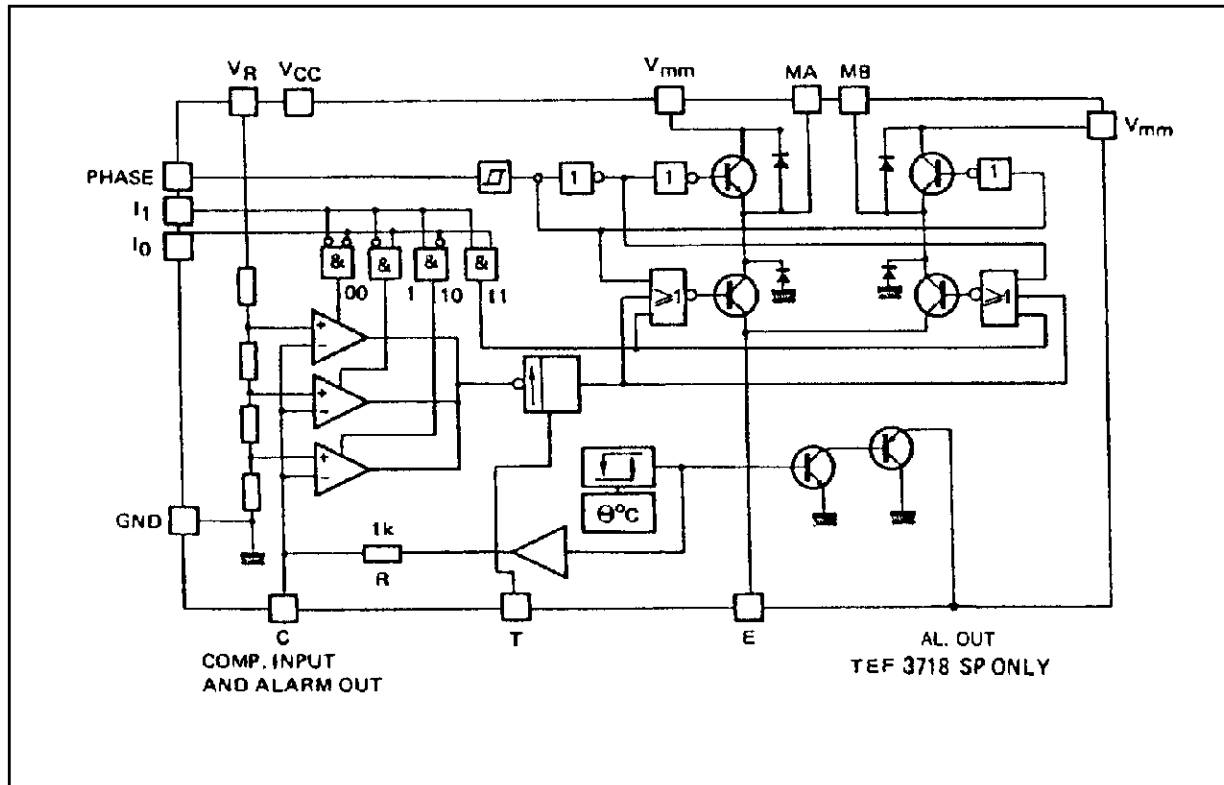 VR
VCC
Vmm
MA
MB
Vmm
PHASE
I1
I0
1
1
1
&
&
&
&
00
1
10
11
≥1
≥1
+
−
+
−
+
−
GND
Θ°C
1k
R
C
T
E
COMP. INPUT
AND ALARM OUT
AL. OUT
TEF 3718 SP ONLY